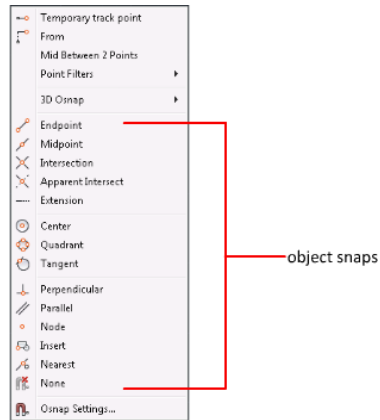 Temporary track point
From
Mid Between 2 Points
Point Filters
3D Osnap
Endpoint
Midpoint
Intersection
Apparent Intersect
Extension
Center
Quadrant
Tangent
Perpendicular
Parallel
Node
Insert
Nearest
None
Osnap Settings...
object snaps